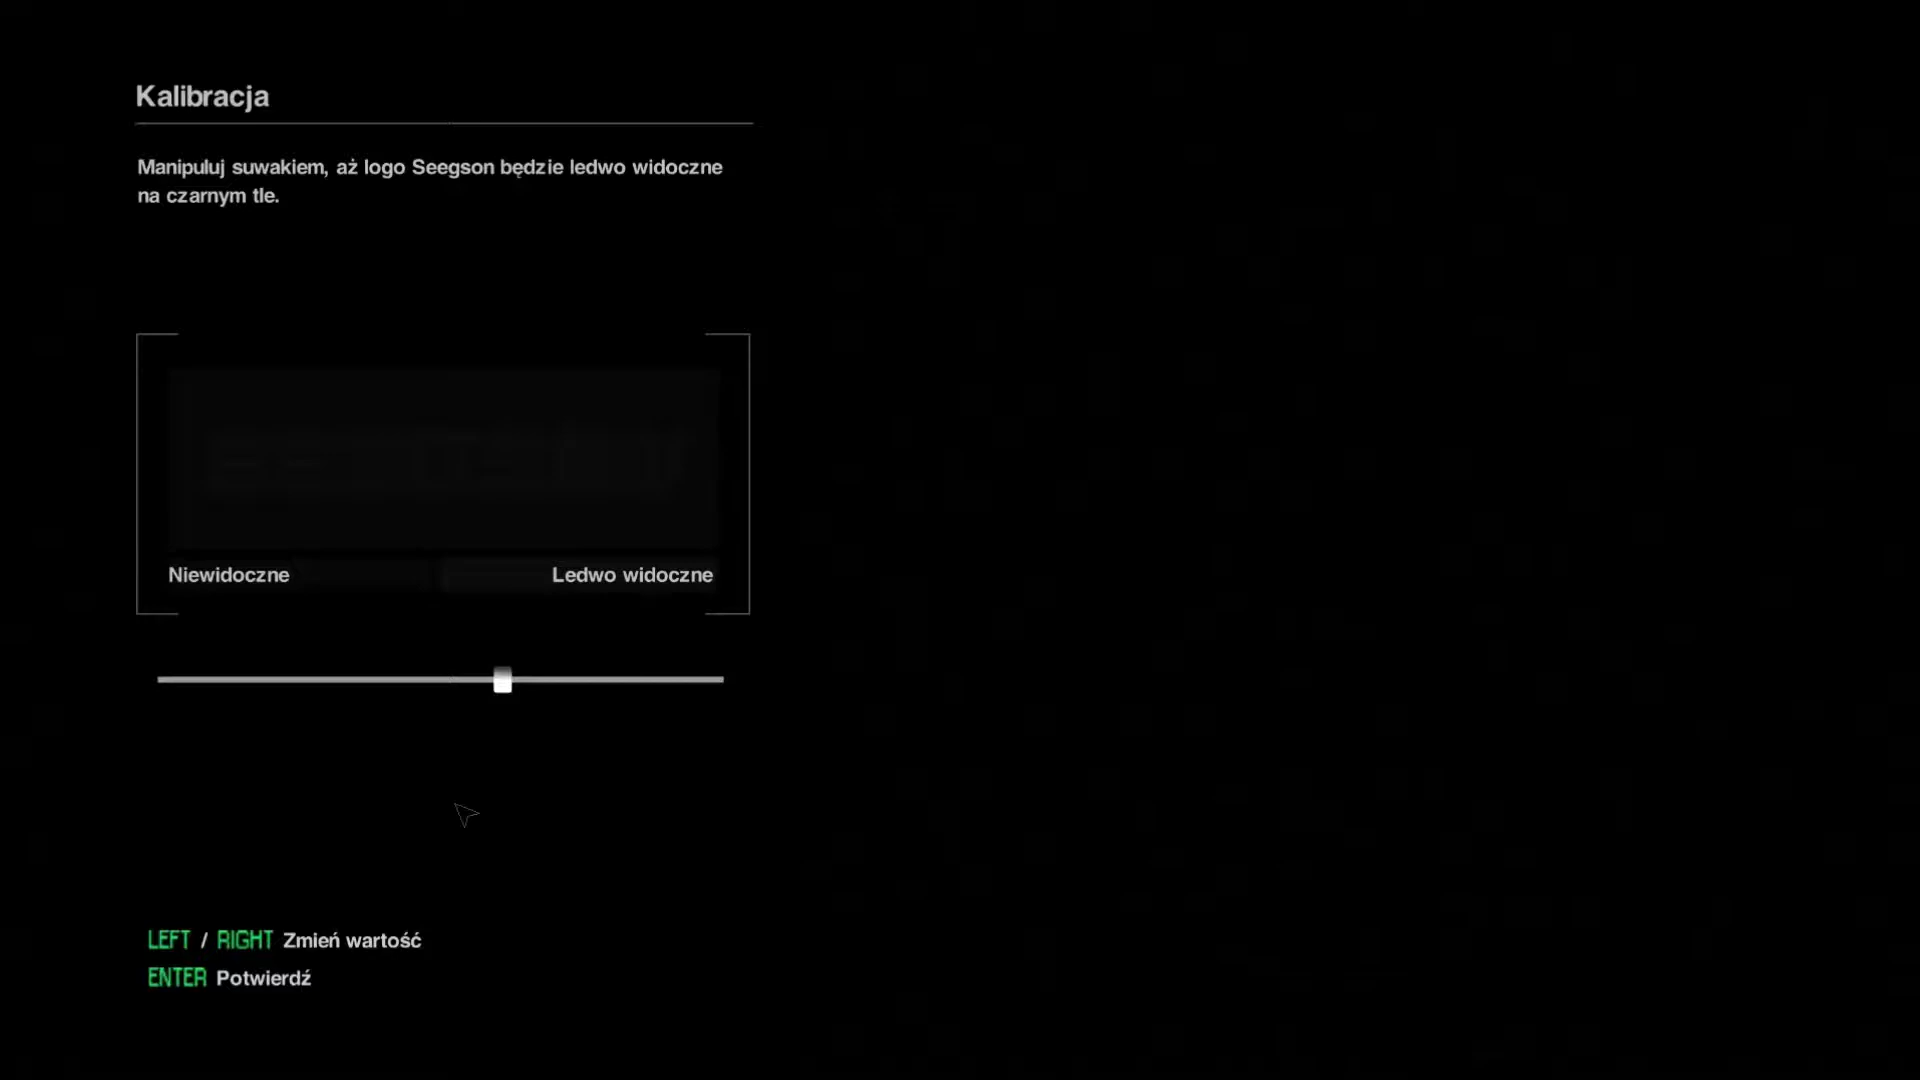 Kalibracja
Manipuluj suwakiem, aż logo Seegson będzie ledwo widoczne
na czarnym tle.
Niewidoczne Ledwo widoczne
LEFT / RIGHT Zmień wartość
ENTER Potwierdź